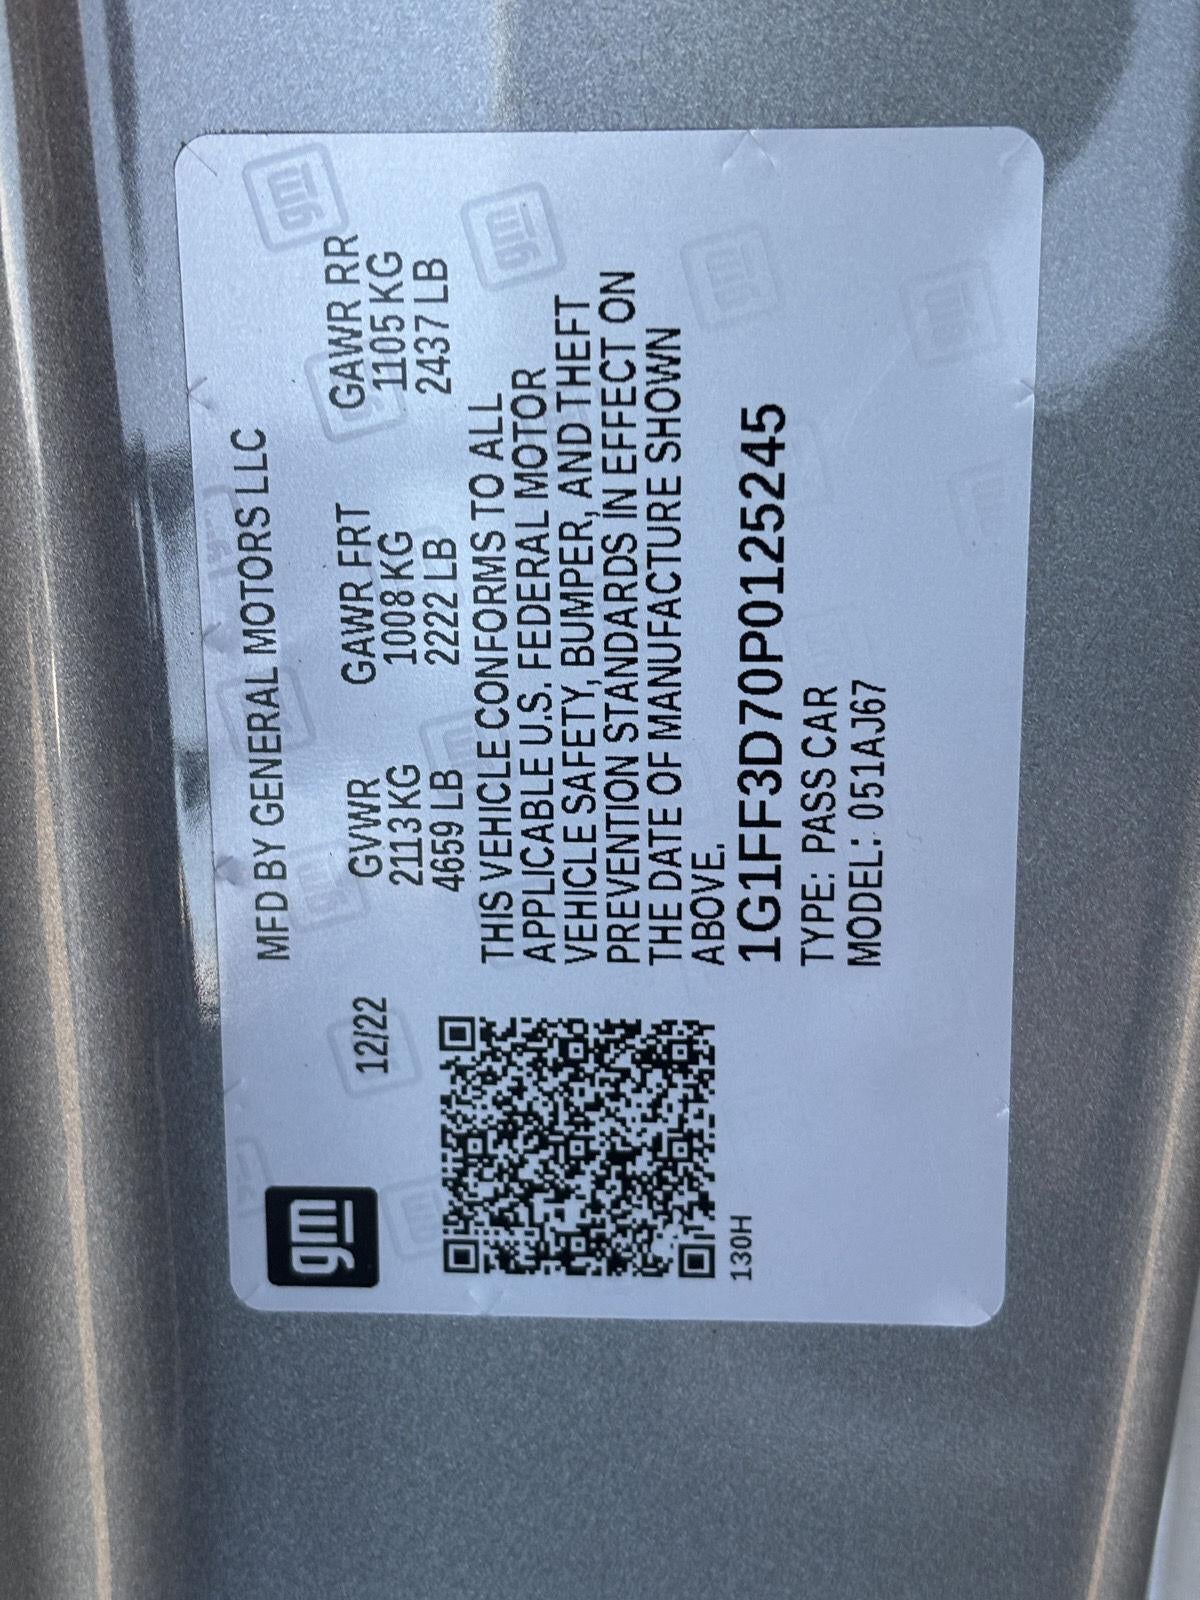 gm
MFD BY GENERAL MOTORS LLC
12/22
GVWR GAWR FRT GAWR RR
2113 KG 1008 KG 1105 KG
4659 LB 2222 LB 2437 LB
THIS VEHICLE CONFORMS TO ALL
APPLICABLE U.S. FEDERAL MOTOR
VEHICLE SAFETY, BUMPER, AND THEFT
PREVENTION STANDARDS IN EFFECT ON
THE DATE OF MANUFACTURE SHOWN
ABOVE.
1G1FF3D70P0125245
TYPE: PASS CAR
MODEL: 051AJ67
130H